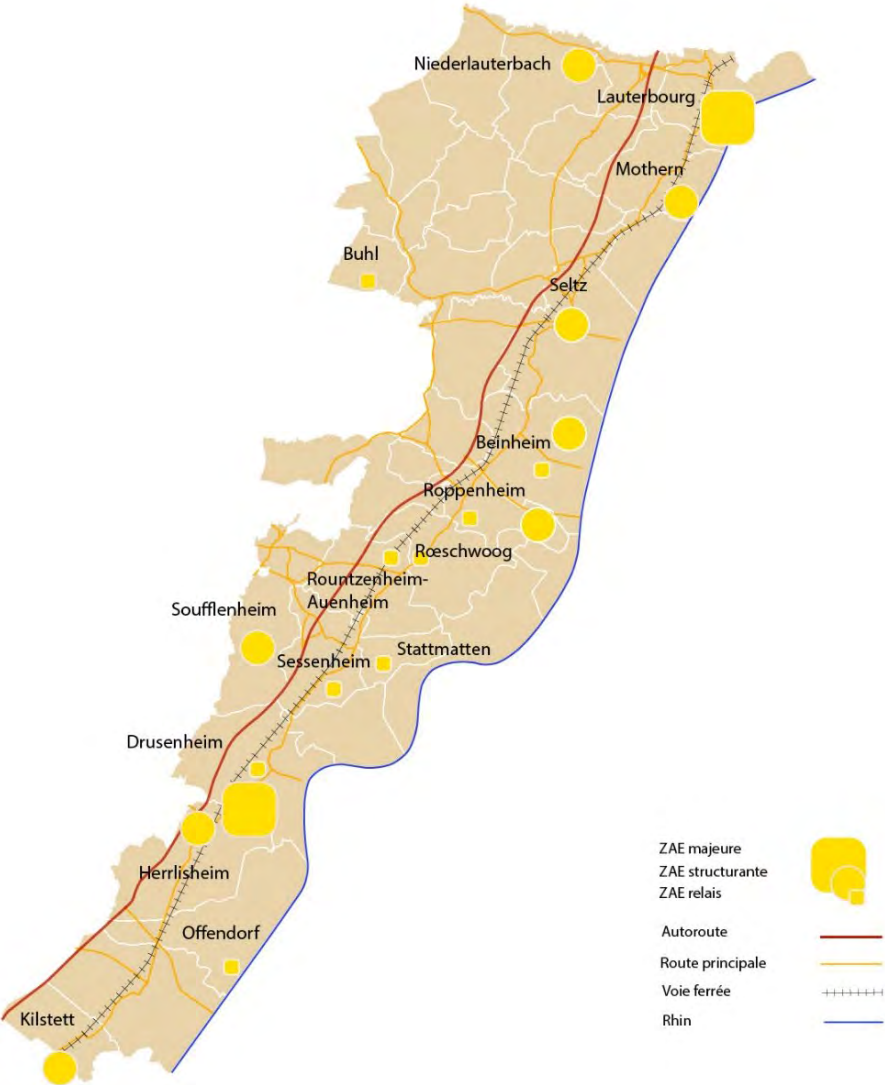 Niederlauterbach
Lauterbourg
Mothern
Buhl
Seltz
Beinheim
Roppenheim
Rœschwoog
Rountzenheim-
Auenheim
Soufflenheim
Stattmatten
Sessenheim
Drusenheim
Herrlisheim
Offendorf
Kilstett
ZAE majeure
ZAE structurante
ZAE relais
Autoroute
Route principale
Voie ferrée
Rhin